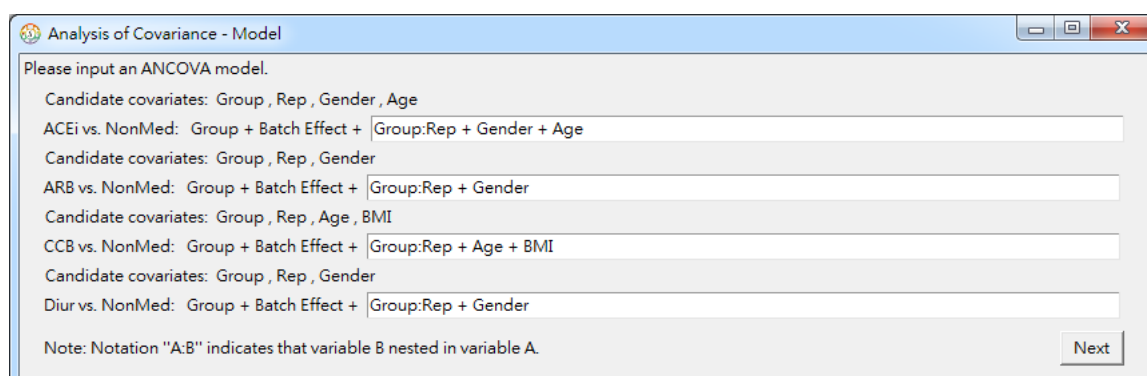 Analysis of Covariance - Model
Please input an ANCOVA model.
Candidate covariates: Group , Rep , Gender , Age
ACEi vs. NonMed: Group + Batch Effect + Group:Rep + Gender + Age
Candidate covariates: Group , Rep , Gender
ARB vs. NonMed: Group + Batch Effect + Group:Rep + Gender
Candidate covariates: Group , Rep , Age , BMI
CCB vs. NonMed: Group + Batch Effect + Group:Rep + Age + BMI
Candidate covariates: Group , Rep , Gender
Diur vs. NonMed: Group + Batch Effect + Group:Rep + Gender
Note: Notation "A:B" indicates that variable B nested in variable A. Next